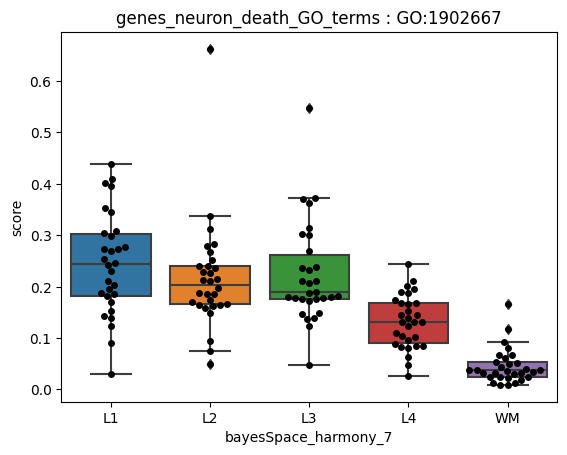 genes_neuron_death_GO_terms : GO:1902667
score
0.6
0.5
0.4
0.3
0.2
0.1
0.0
L1 L2 L3 L4 WM
bayesSpace_harmony_7